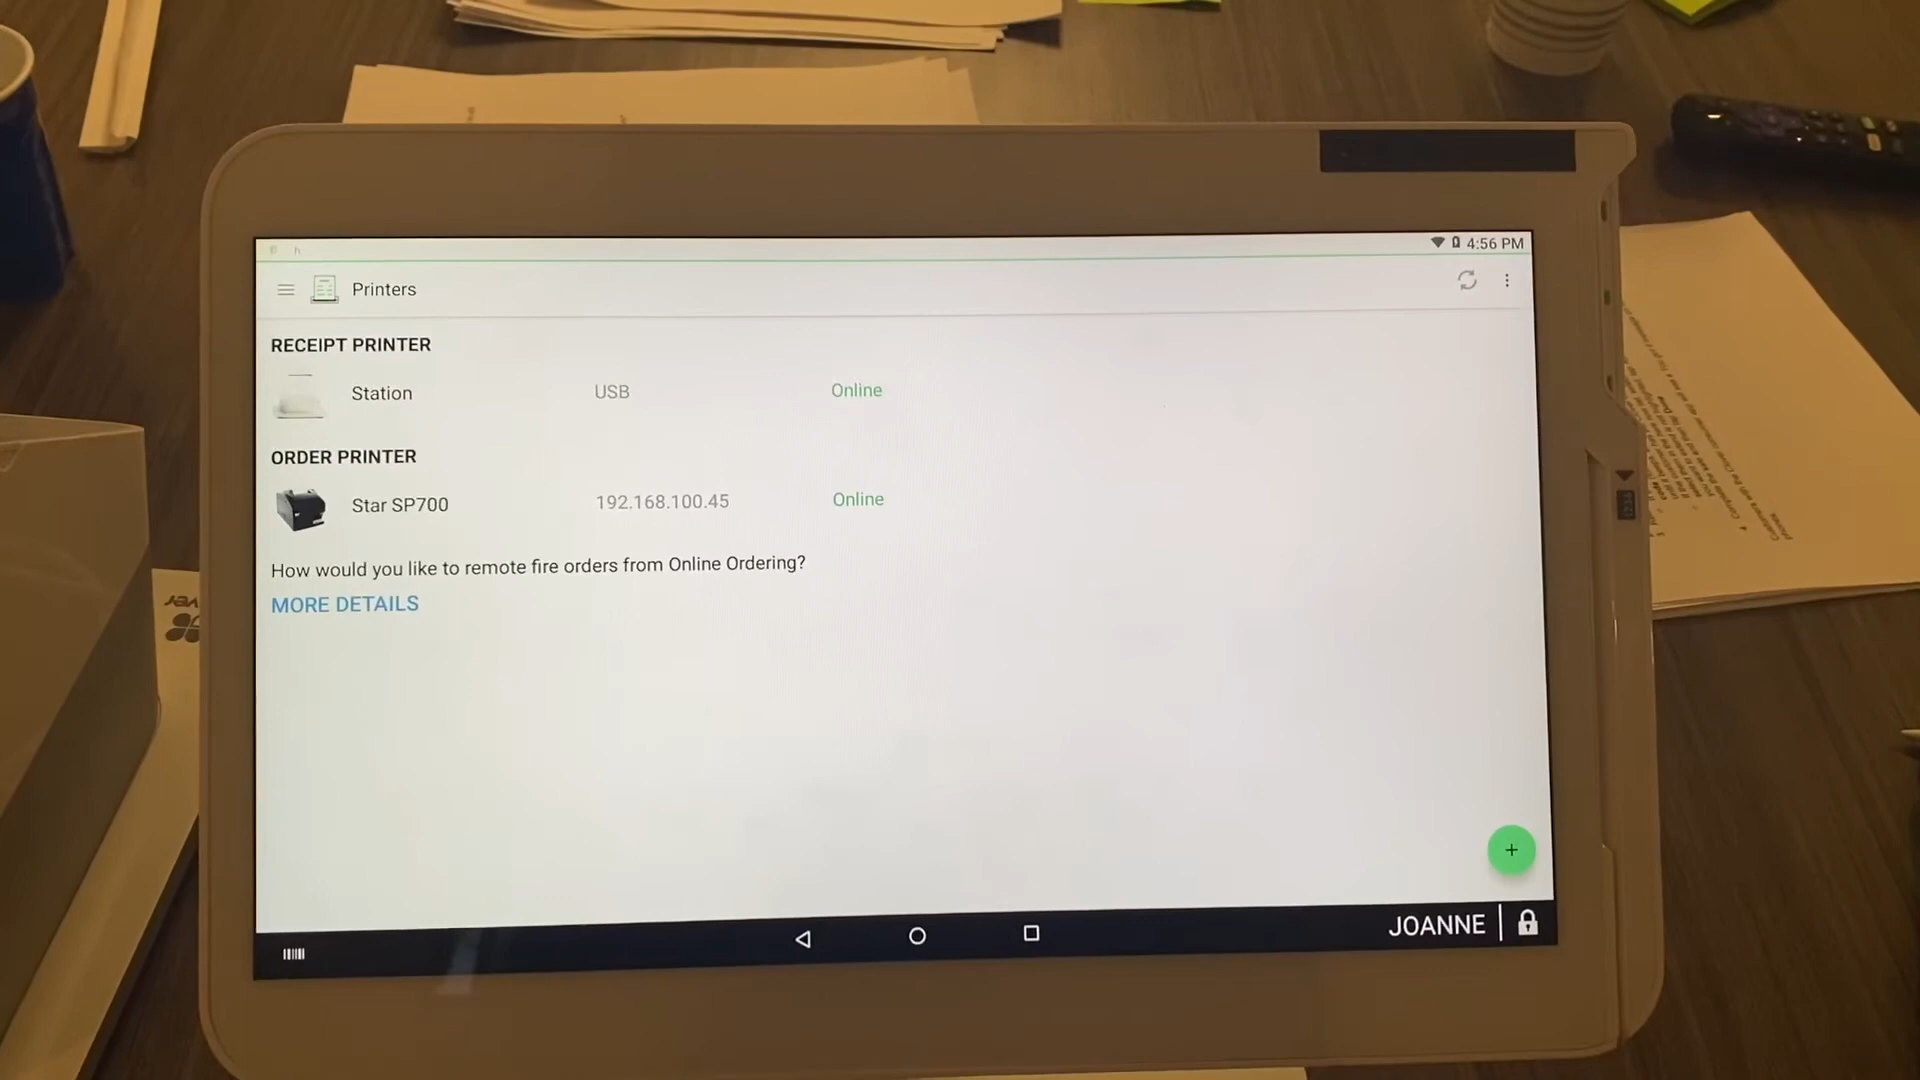 4:56 PM
Printers
RECEIPT PRINTER
Station USB Online
ORDER PRINTER
Star SP700 192.168.100.45 Online
How would you like to remote fire orders from Online Ordering?
MORE DETAILS
+
JOANNE